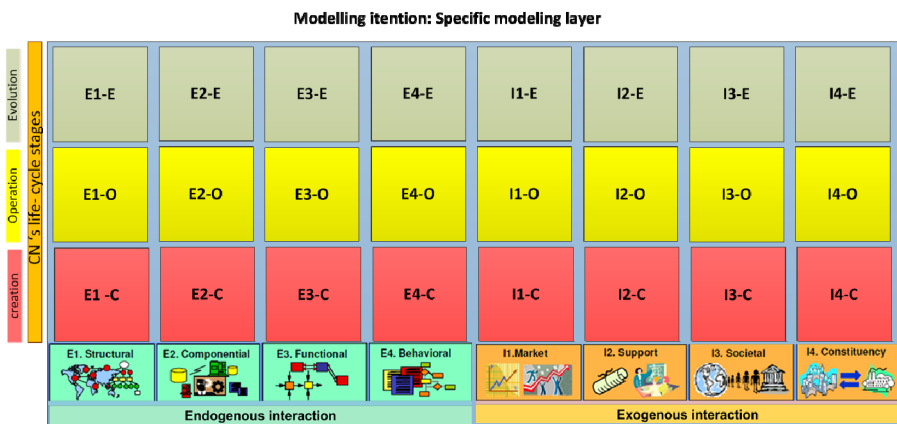 Modelling itention: Specific modeling layer
Evolution
Operation
creation
CN 's life- cycle stages
E1-E E2-E E3-E E4-E I1-E I2-E I3-E I4-E
E1-O E2-O E3-O E4-O I1-O I2-O I3-O I4-O
E1 -C E2-C E3-C E4-C I1-C I2-C I3-C I4-C
E1. Structural E2. Componential E3. Functional E4. Behavioral I1.Market I2. Support I3. Societal I4. Constituency
Endogenous interaction Exogenous interaction